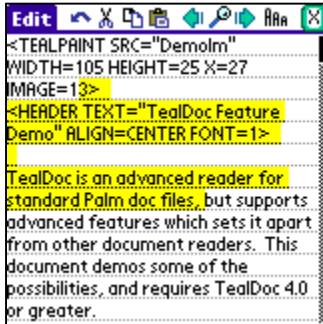 Edit AAA
<TEALPAINT SRC="DemoIm"
WIDTH=105 HEIGHT=25 X=27
IMAGE=13>
<HEADER TEXT="TealDoc Feature
Demo" ALIGN=CENTER FONT=1>
TealDoc is an advanced reader for
standard Palm doc files, but supports
advanced features which sets it apart
from other document readers.  This
document demos some of the
possibilities, and requires TealDoc 4.0
or greater.